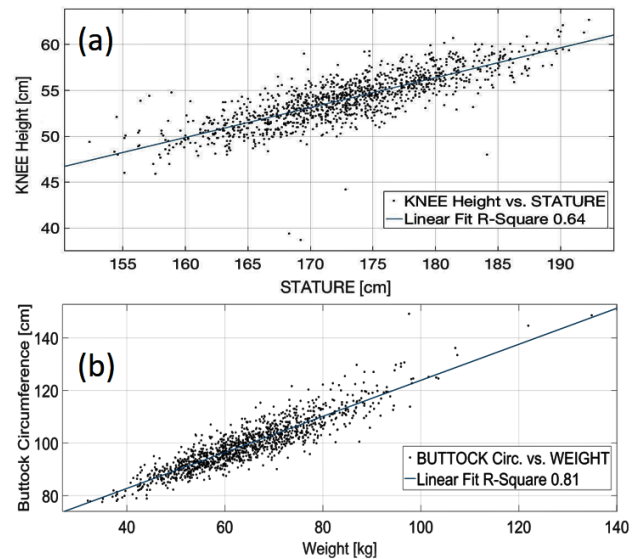 (a)
KNEE Height [cm]
60
55
50
45
40
155 160 165 170 175 180 185 190
STATURE [cm]
KNEE Height vs. STATURE
Linear Fit R-Square 0.64
(b)
Buttock Circumference [cm]
140
120
100
80
40 60 80 100 120 140
Weight [kg]
BUTTOCK Circ. vs. WEIGHT
Linear Fit R-Square 0.81